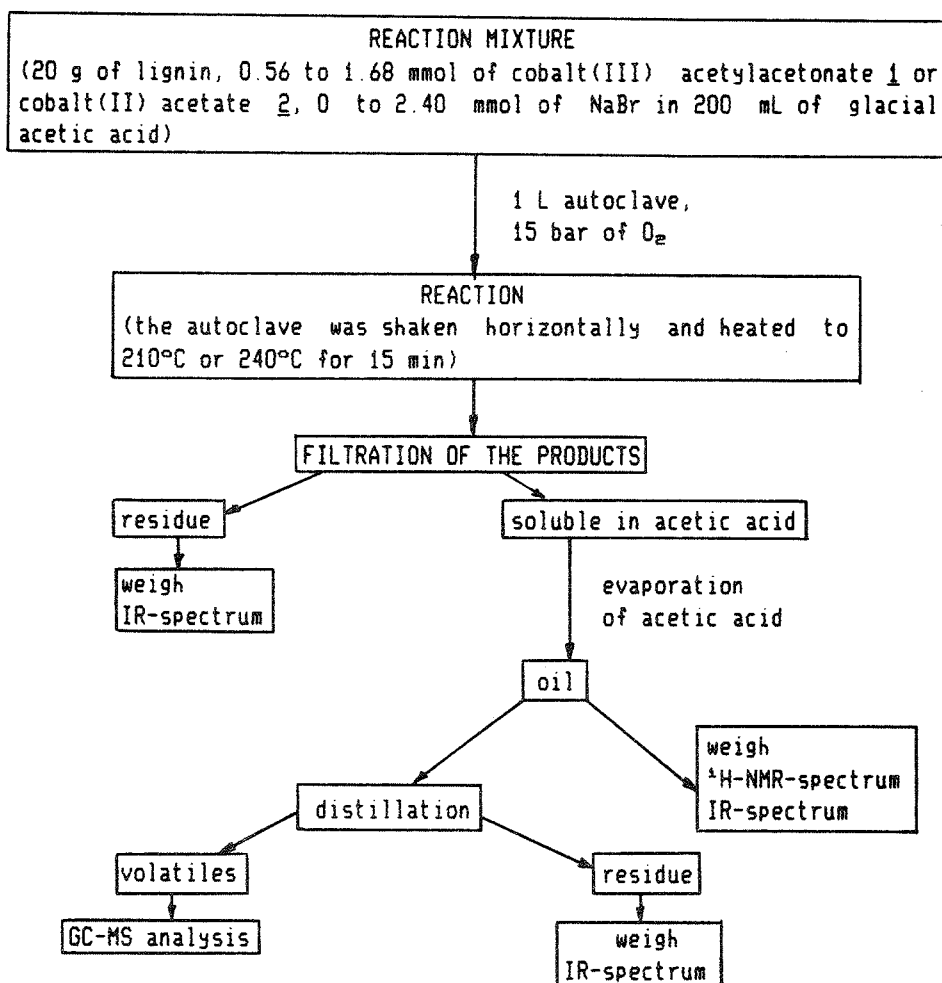 REACTION MIXTURE
(20 g of lignin, 0.56 to 1.68 mmol of cobalt(III) acetylacetonate 1 or
cobalt(II) acetate 2, 0 to 2.40 mmol of NaBr in 200 mL of glacial
acetic acid)
1 L autoclave,
15 bar of O₂
REACTION
(the autoclave was shaken horizontally and heated to
210°C or 240°C for 15 min)
FILTRATION OF THE PRODUCTS
residue
soluble in acetic acid
weigh
IR-spectrum
evaporation
of acetic acid
oil
weigh
¹H-NMR-spectrum
IR-spectrum
distillation
volatiles
residue
GC-MS analysis
weigh
IR-spectrum